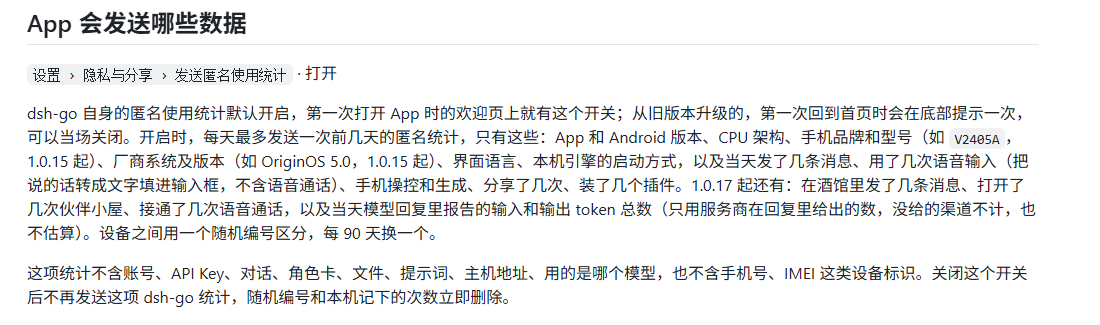 App 会发送哪些数据
设置 › 隐私与分享 › 发送匿名使用统计 · 打开
dsh-go 自身的匿名使用统计默认开启，第一次打开 App 时的欢迎页上就有这个开关；从旧版本升级的，第一次回到首页时会在底部提示一次，
可以当场关闭。开启时，每天最多发送一次前几天的匿名统计，只有这些：App 和 Android 版本、CPU 架构、手机品牌和型号（如 V2405A，
1.0.15 起）、厂商系统及版本（如 OriginOS 5.0，1.0.15 起）、界面语言、本机引擎的启动方式，以及当天发了几条消息、用了几次语音输入（把
说的话转成文字填进输入框，不含语音通话）、手机操控和生成、分享了几次、装了几个插件。1.0.17 起还有：在酒馆里发了几条消息、打开了
几次伙伴小屋、接通了几次语音通话，以及当天模型回复里报告的输入和输出 token 总数（只用服务商在回复里给出的数，没给的渠道不计，也
不估算）。设备之间用一个随机编号区分，每 90 天换一个。
这项统计不含账号、API Key、对话、角色卡、文件、提示词、主机地址、用的是哪个模型，也不含手机号、IMEI 这类设备标识。关闭这个开关
后不再发送这项 dsh-go 统计，随机编号和本机记下的次数立即删除。